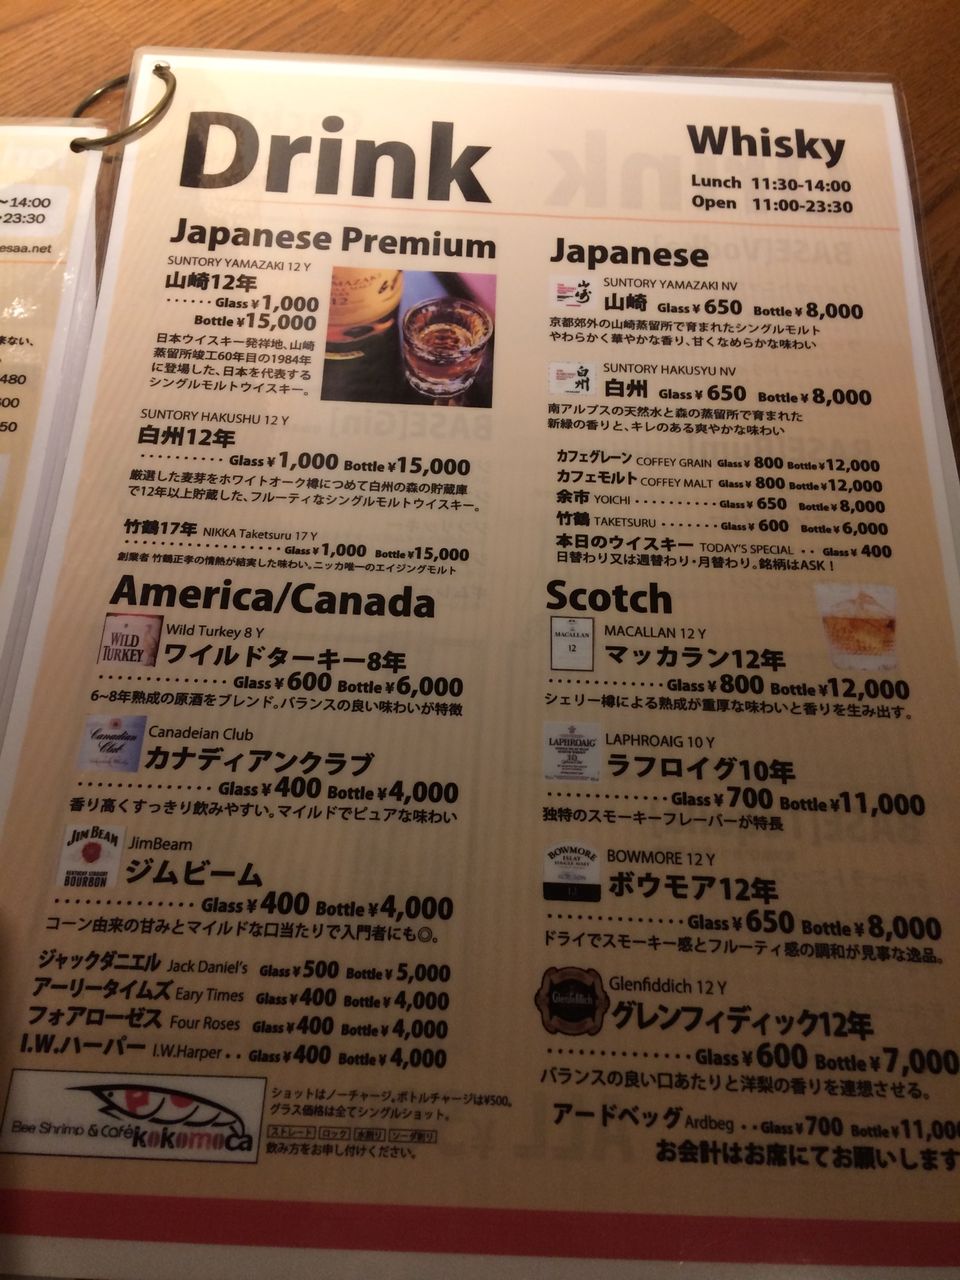 ~14:00
~23:30
esaa.net
来ない、
480
600
50
Drink
Whisky
Lunch 11:30-14:00
Open 11:00-23:30
Japanese Premium
SUNTORY YAMAZAKI 12 Y
山崎12年
······Glass¥1,000
Bottle¥15,000
日本ウイスキー発祥地、山崎
蒸留所竣工60年目の1984年
に登場した、日本を代表する
シングルモルトウイスキー。
SUNTORY HAKUSHU 12 Y
白州12年
··········Glass¥1,000 Bottle¥15,000
厳選した麦芽をホワイトオーク樽につめて白州の森の貯蔵庫
で12年以上貯蔵した、フルーティなシングルモルトウイスキー。
竹鶴17年 NIKKA Taketsuru 17 Y
····················Glass¥1,000 Bottle¥15,000
創業者 竹鶴正孝の情熱が結実した味わい。ニッカ唯一のエイジングモルト
America/Canada
WILD
TURKEY
Wild Turkey 8 Y
ワイルドターキー8年
··············Glass¥600 Bottle¥6,000
6~8年熟成の原酒をブレンド。バランスの良い味わいが特徴
Canadian
Club
Canadeian Club
カナディアンクラブ
··············Glass¥400 Bottle¥4,000
香り高くすっきり飲みやすい。マイルドでピュアな味わい
JIM BEAM
KENTUCKY STRAIGHT
BOURBON
JimBeam
ジムビーム
··············Glass¥400 Bottle¥4,000
コーン由来の甘みとマイルドな口当たりで入門者にも◎。
ジャックダニエル Jack Daniel's Glass¥500 Bottle¥5,000
アーリータイムズ Eary Times Glass¥400 Bottle¥4,000
フォアローゼス Four Roses Glass¥400 Bottle¥4,000
I.W.ハーパー I.W.Harper··Glass¥400 Bottle¥4,000
Bee Shrimp & Café kokomoca
ショットはノーチャージ。ボトルチャージは¥500。
グラス価格は全てシングルショット。
ストレート ロック 水割り ソーダ割り
飲み方をお申し付けください。
Japanese
山崎
SUNTORY YAMAZAKI NV
山崎 Glass¥650 Bottle¥8,000
京都郊外の山崎蒸留所で育まれたシングルモルト
やわらかく華やかな香り、甘くなめらかな味わい
白州
SUNTORY HAKUSYU NV
白州 Glass¥650 Bottle¥8,000
南アルプスの天然水と森の蒸留所で育まれた
新緑の香りと、キレのある爽やかな味わい
カフェグレーン COFFEY GRAIN Glass¥800 Bottle¥12,000
カフェモルト COFFEY MALT Glass¥800 Bottle¥12,000
余市 YOICHI···········Glass¥650 Bottle¥8,000
竹鶴 TAKETSURU·······Glass¥600 Bottle¥6,000
本日のウイスキー TODAY'S SPECIAL··Glass¥400
日替わり又は週替わり・月替わり。銘柄はASK！
Scotch
MACALLAN
12
MACALLAN 12 Y
マッカラン12年
·············Glass¥800 Bottle¥12,000
シェリー樽による熟成が重厚な味わいと香りを生み出す。
LAPHROAIG
10
LAPHROAIG 10 Y
ラフロイグ10年
·············Glass¥700 Bottle¥11,000
独特のスモーキーフレーバーが特長
BOWMORE
ISLAY
12
BOWMORE 12 Y
ボウモア12年
··············Glass¥650 Bottle¥8,000
ドライでスモーキー感とフルーティ感の調和が見事な逸品。
Glenfiddich
Glenfiddich 12 Y
グレンフィディック12年
···············Glass¥600 Bottle¥7,000
バランスの良い口あたりと洋梨の香りを連想させる。
アードベッグ Ardbeg··Glass¥700 Bottle¥11,000
お会計はお席にてお願いします